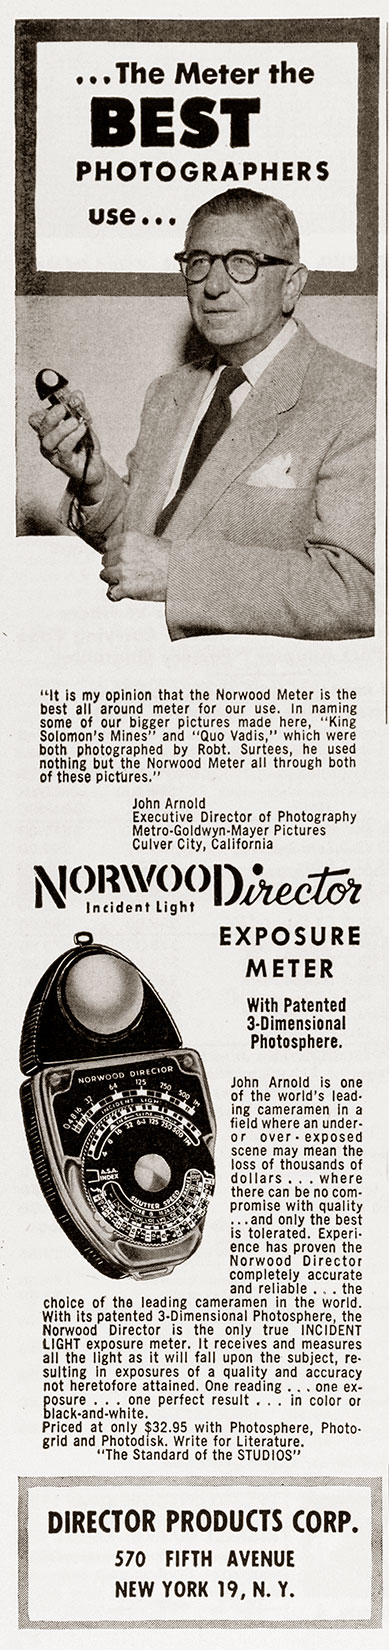 ...The Meter the
BEST
PHOTOGRAPHERS
use...
"It is my opinion that the Norwood Meter is the
best all around meter for our use. In naming
some of our bigger pictures made here, "King
Solomon's Mines" and "Quo Vadis," which were
both photographed by Robt. Surtees, he used
nothing but the Norwood Meter all through both
of these pictures."
John Arnold
Executive Director of Photography
Metro-Goldwyn-Mayer Pictures
Culver City, California
NORWOOD Director
Incident Light
EXPOSURE
METER
With Patented
3-Dimensional
Photosphere.
NORWOOD DIRECTOR
INCIDENT LIGHT
A.S.A.
INDEX
SHUTTER SPEED
John Arnold is one
of the world's lead-
ing cameramen in a
field where an under-
or over-exposed
scene may mean the
loss of thousands of
dollars . . . where
there can be no com-
promise with quality
...and only the best
is tolerated. Experi-
ence has proven the
Norwood Director
completely accurate
and reliable . . . the
choice of the leading cameramen in the world.
With its patented 3-Dimensional Photosphere, the
Norwood Director is the only true INCIDENT
LIGHT exposure meter. It receives and measures
all the light as it will fall upon the subject, re-
sulting in exposures of a quality and accuracy
not heretofore attained. One reading . . . one ex-
posure . . . one perfect result . . . in color or
black-and-white.
Priced at only $32.95 with Photosphere, Photo-
grid and Photodisk. Write for Literature.
"The Standard of the STUDIOS"
DIRECTOR PRODUCTS CORP.
570 FIFTH AVENUE
NEW YORK 19, N. Y.